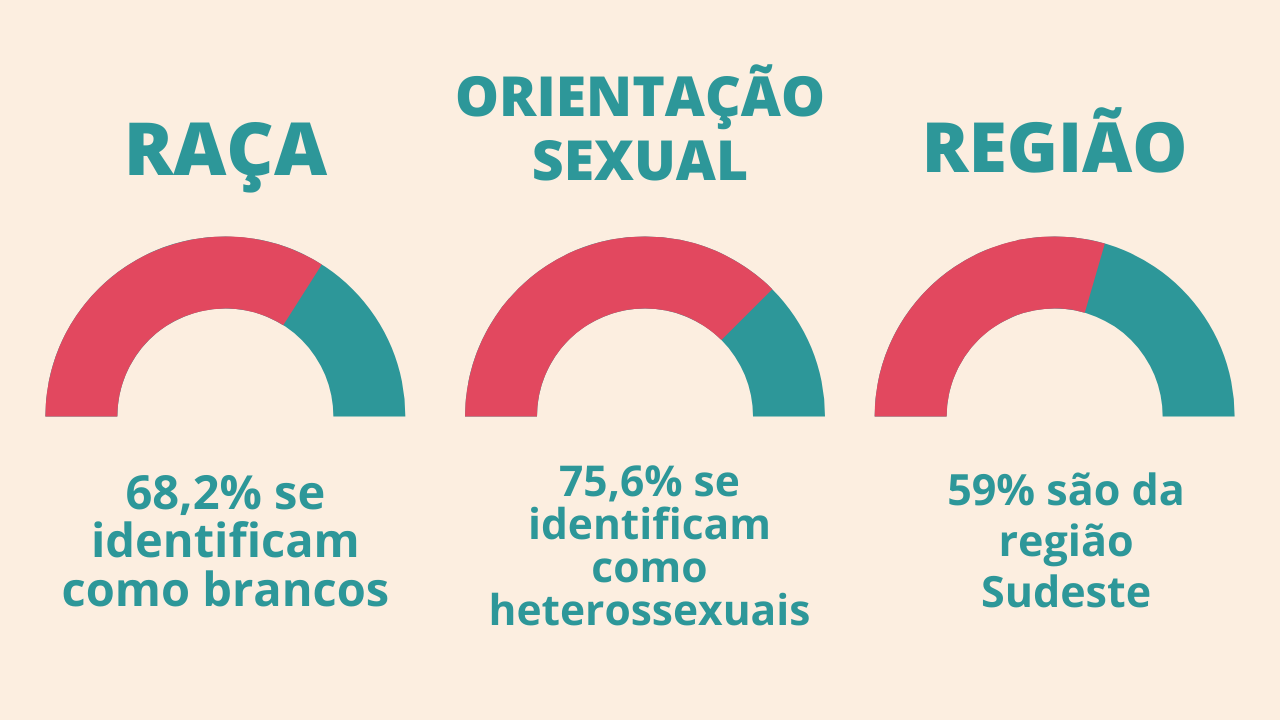 RAÇA
68,2% se
identificam
como brancos
ORIENTAÇÃO
SEXUAL
75,6% se
identificam
como
heterossexuais
REGIÃO
59% são da
região
Sudeste